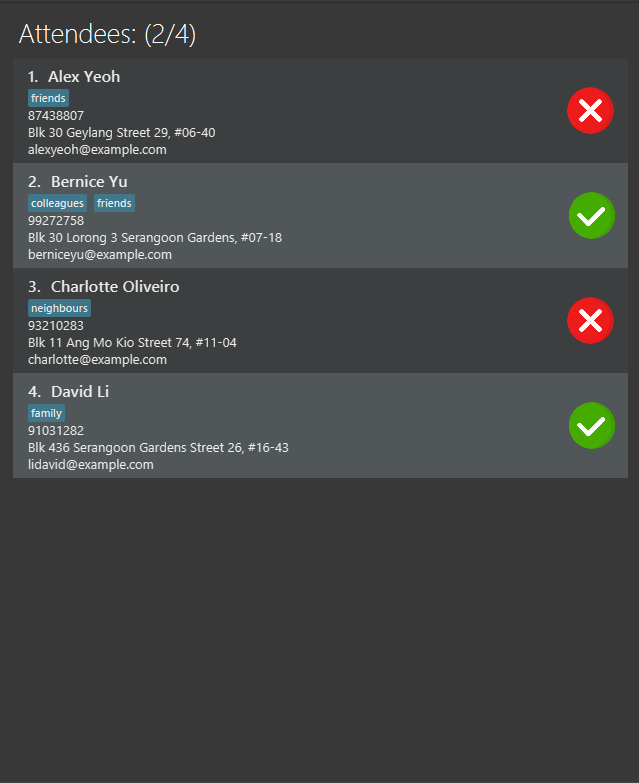 Attendees: (2/4)
1. Alex Yeoh
friends
87438807
Blk 30 Geylang Street 29, #06-40
alexyeoh@example.com
2. Bernice Yu
colleagues friends
99272758
Blk 30 Lorong 3 Serangoon Gardens, #07-18
berniceyu@example.com
3. Charlotte Oliveiro
neighbours
93210283
Blk 11 Ang Mo Kio Street 74, #11-04
charlotte@example.com
4. David Li
family
91031282
Blk 436 Serangoon Gardens Street 26, #16-43
lidavid@example.com